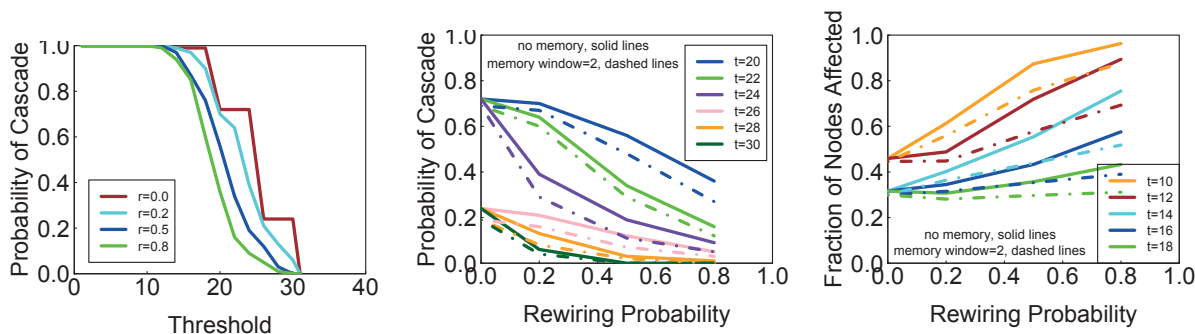 Probability of Cascade
1.0
0.8
0.6
0.4
0.2
0.0
r=0.0
r=0.2
r=0.5
r=0.8
0 10 20 30 40
Threshold
Probability of Cascade
1.0
0.8
0.6
0.4
0.2
0.0
no memory, solid lines
memory window=2, dashed lines
t=20
t=22
t=24
t=26
t=28
t=30
0.0 0.2 0.4 0.6 0.8 1.0
Rewiring Probability
Fraction of Nodes Affected
1.0
0.8
0.6
0.4
0.2
0.0
t=10
t=12
t=14
t=16
t=18
no memory, solid lines
memory window=2, dashed lines
0.0 0.2 0.4 0.6 0.8 1.0
Rewiring Probability